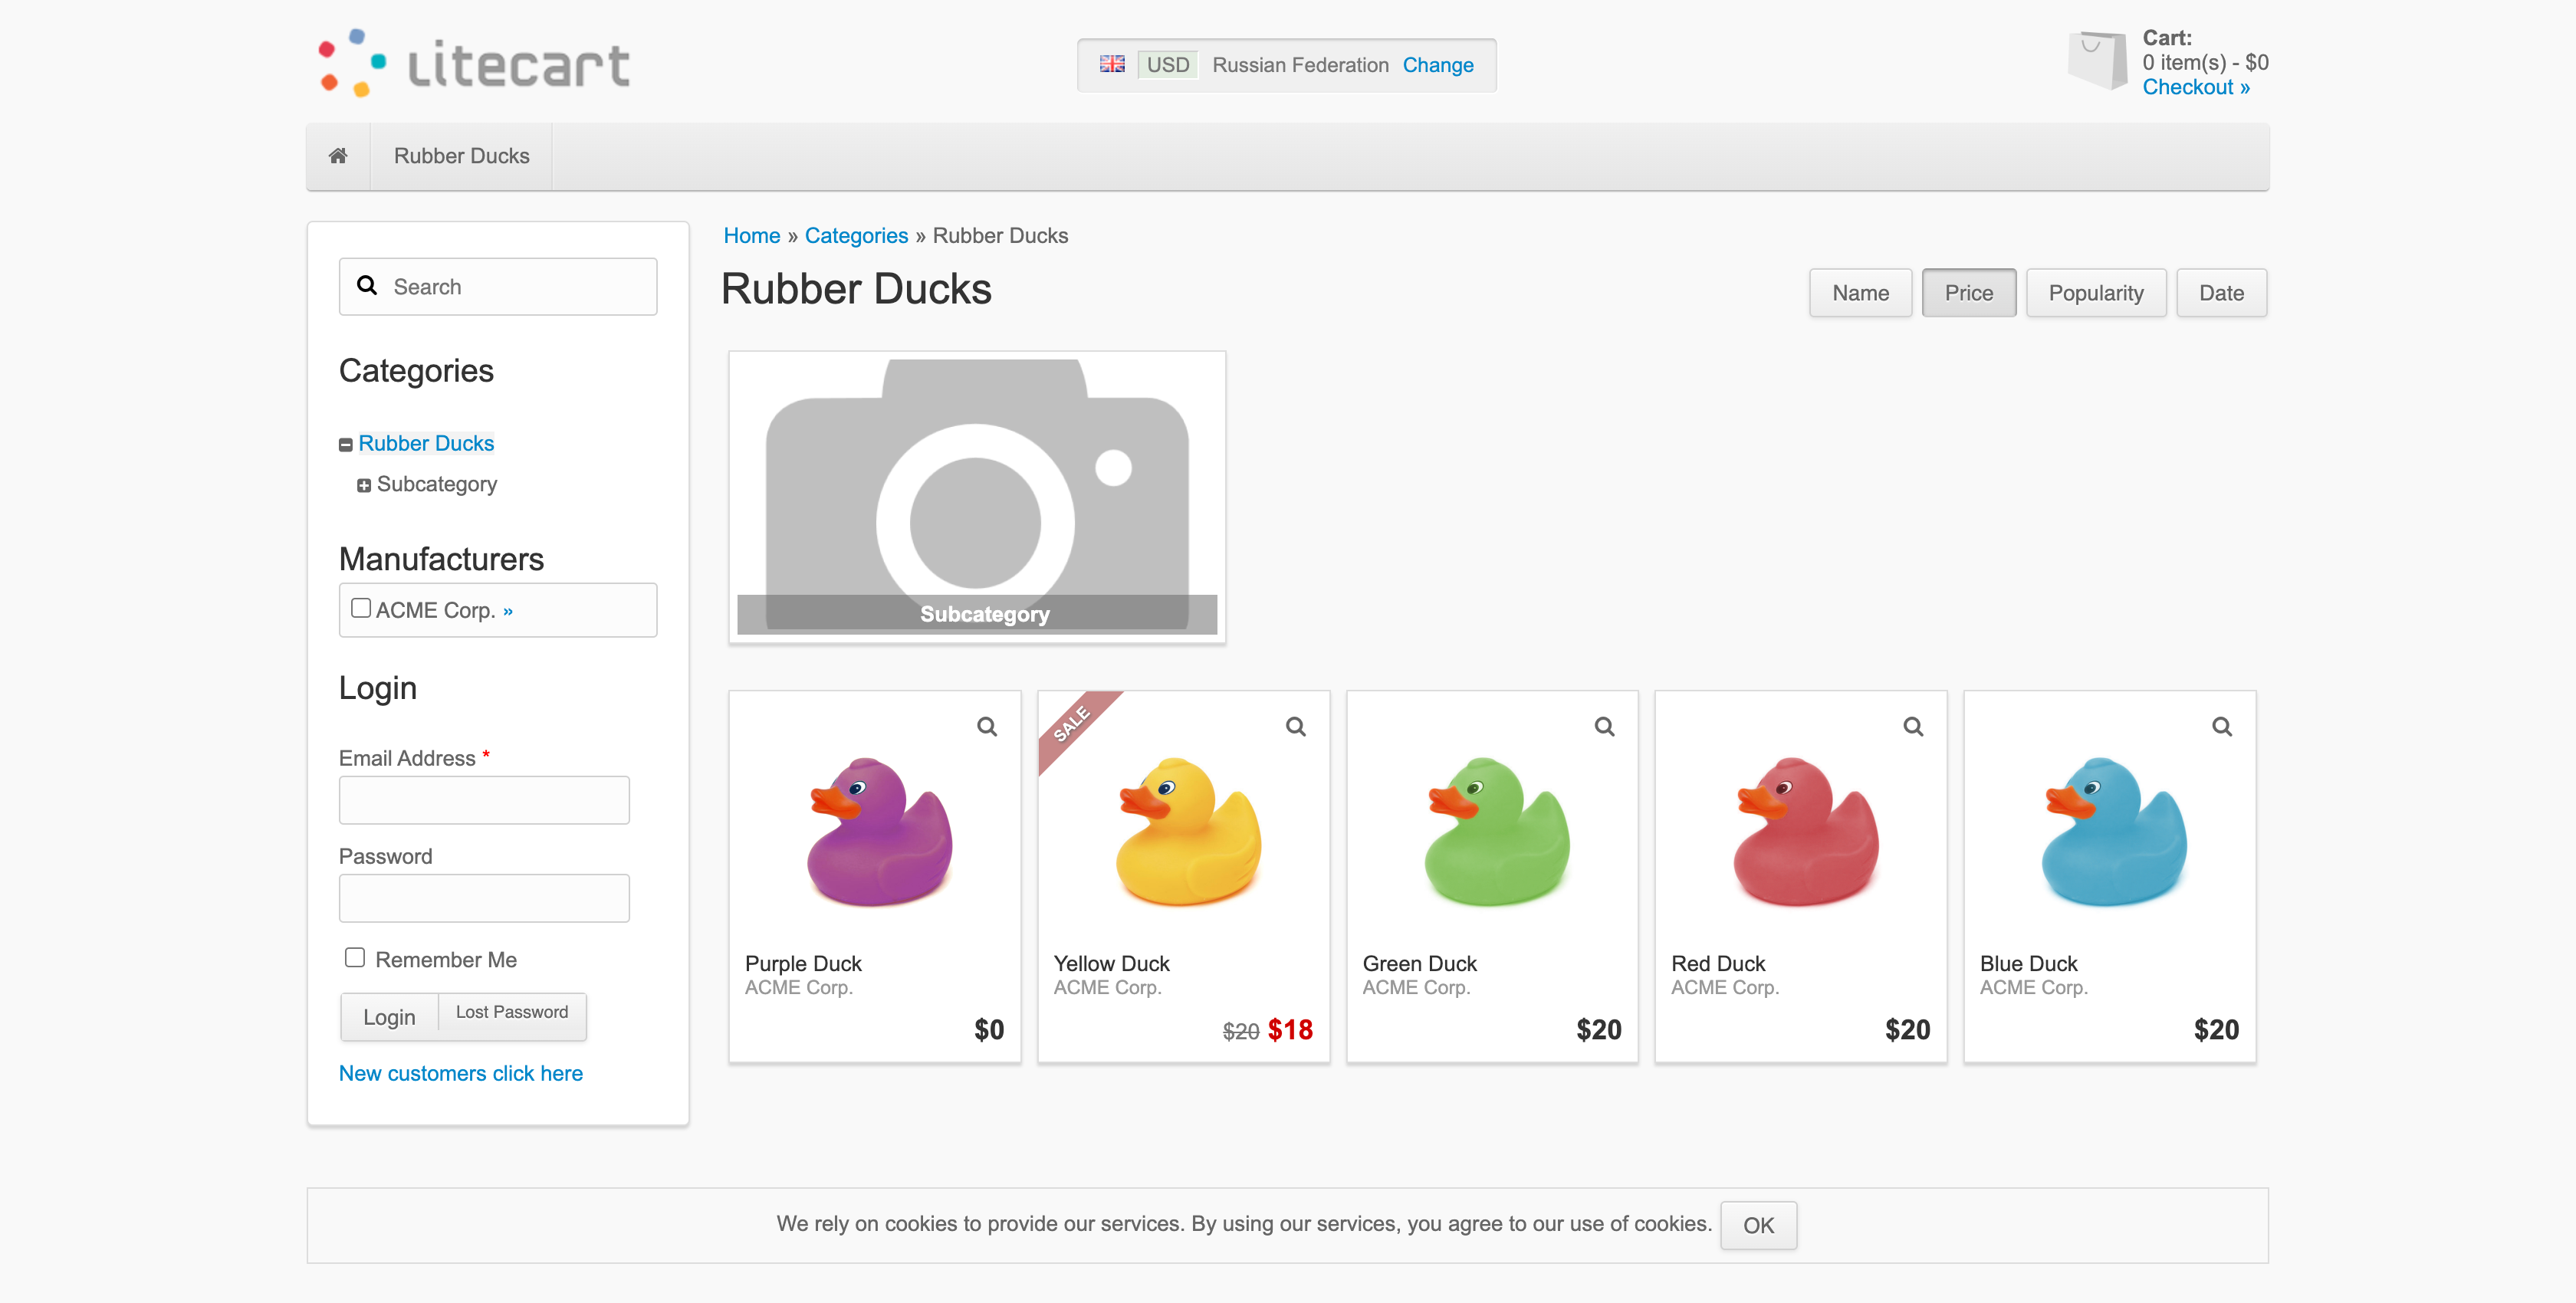 litecart
USD Russian Federation Change
Cart:
0 item(s) - $0
Checkout »
Rubber Ducks
Search
Categories
Rubber Ducks
Subcategory
Manufacturers
ACME Corp. »
Login
Email Address *
Password
Remember Me
Login Lost Password
New customers click here
Home » Categories » Rubber Ducks
Rubber Ducks
Name Price Popularity Date
Subcategory
Purple Duck
ACME Corp.
$0
SALE
Yellow Duck
ACME Corp.
$20 $18
Green Duck
ACME Corp.
$20
Red Duck
ACME Corp.
$20
Blue Duck
ACME Corp.
$20
We rely on cookies to provide our services. By using our services, you agree to our use of cookies. OK